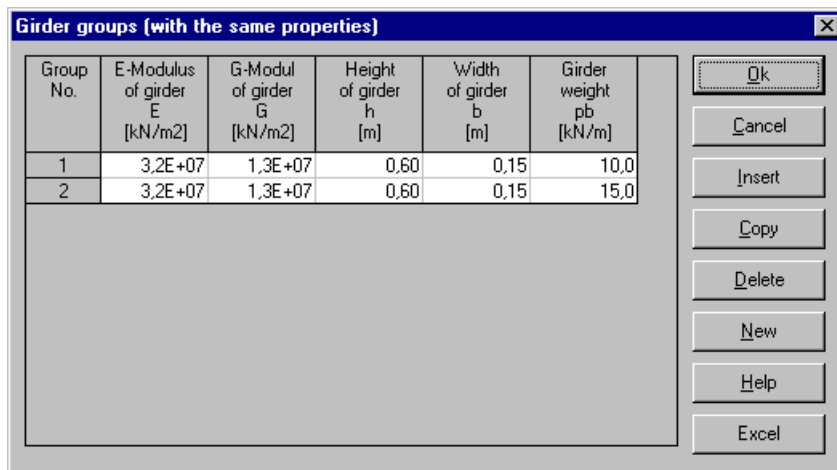 Girder groups (with the same properties)
Group No. E-Modulus of girder E [kN/m2] G-Modul of girder G [kN/m2] Height of girder h [m] Width of girder b [m] Girder weight pb [kN/m]
1 3,2E+07 1,3E+07 0,60 0,15 10,0
2 3,2E+07 1,3E+07 0,60 0,15 15,0
Ok
Cancel
Insert
Copy
Delete
New
Help
Excel